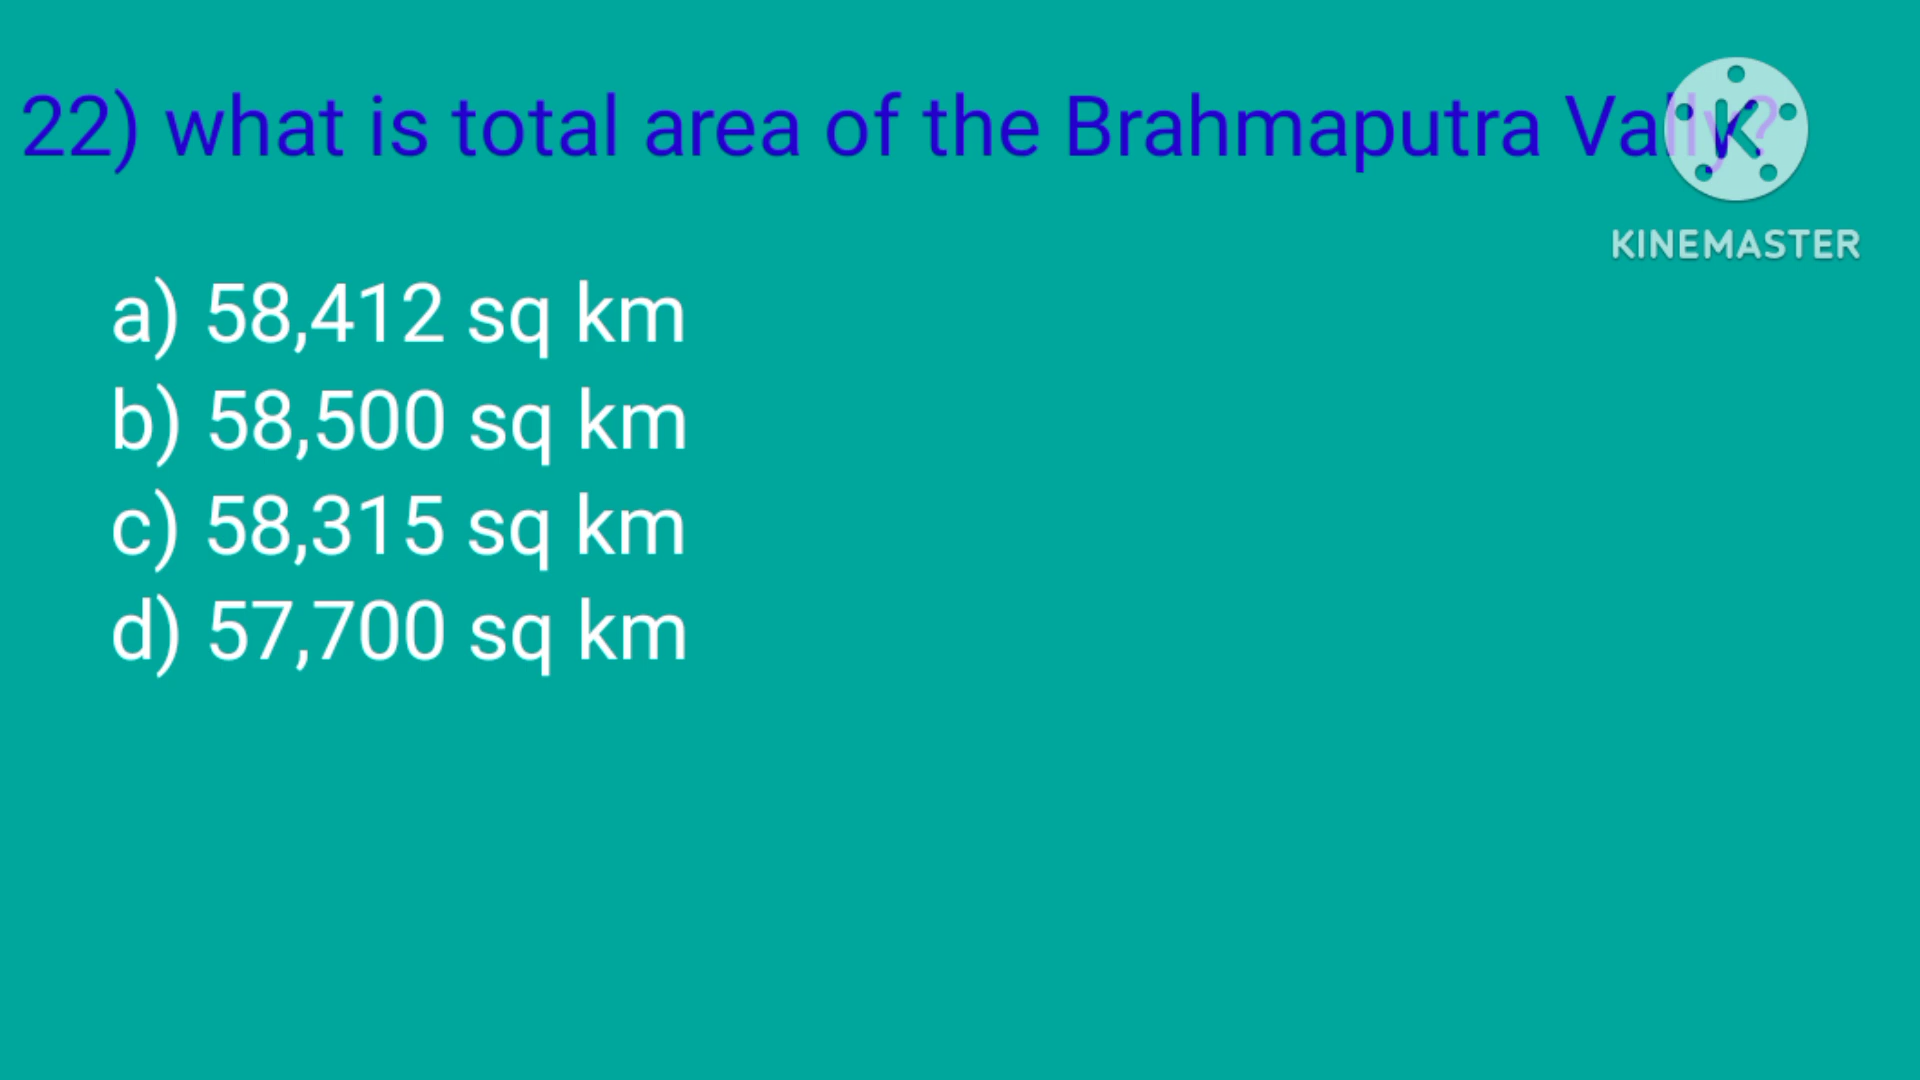 22) what is total area of the Brahmaputra Vally?
KINEMASTER
a) 58,412 sq km
b) 58,500 sq km
c) 58,315 sq km
d) 57,700 sq km